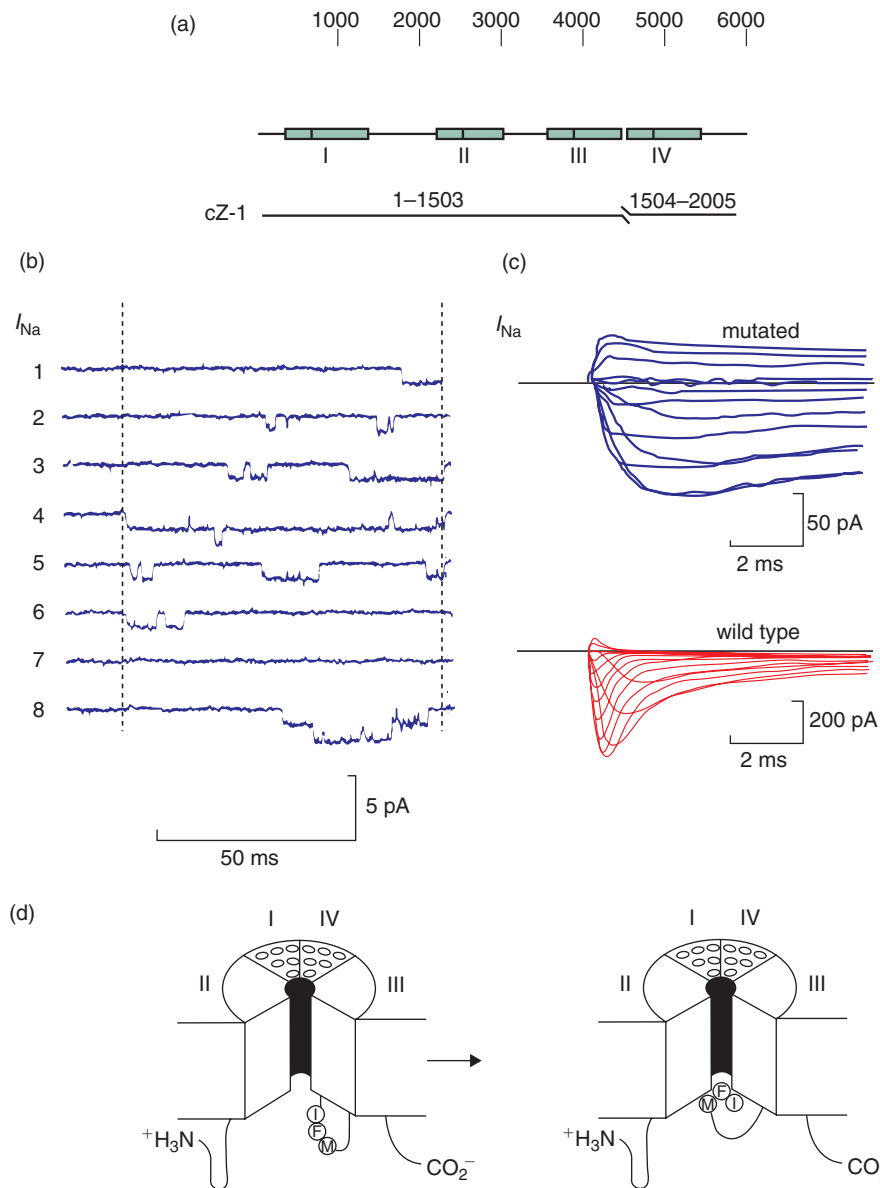 (a)
1000 2000 3000 4000 5000 6000
I II III IV
1–1503 1504–2005
cZ-1
(b)
I_Na
1
2
3
4
5
6
7
8
5 pA
50 ms
(c)
I_Na
mutated
50 pA
2 ms
wild type
200 pA
2 ms
(d)
I IV
II III
I
F
M
+H3N
CO2−
I IV
II III
M F I
+H3N
CO